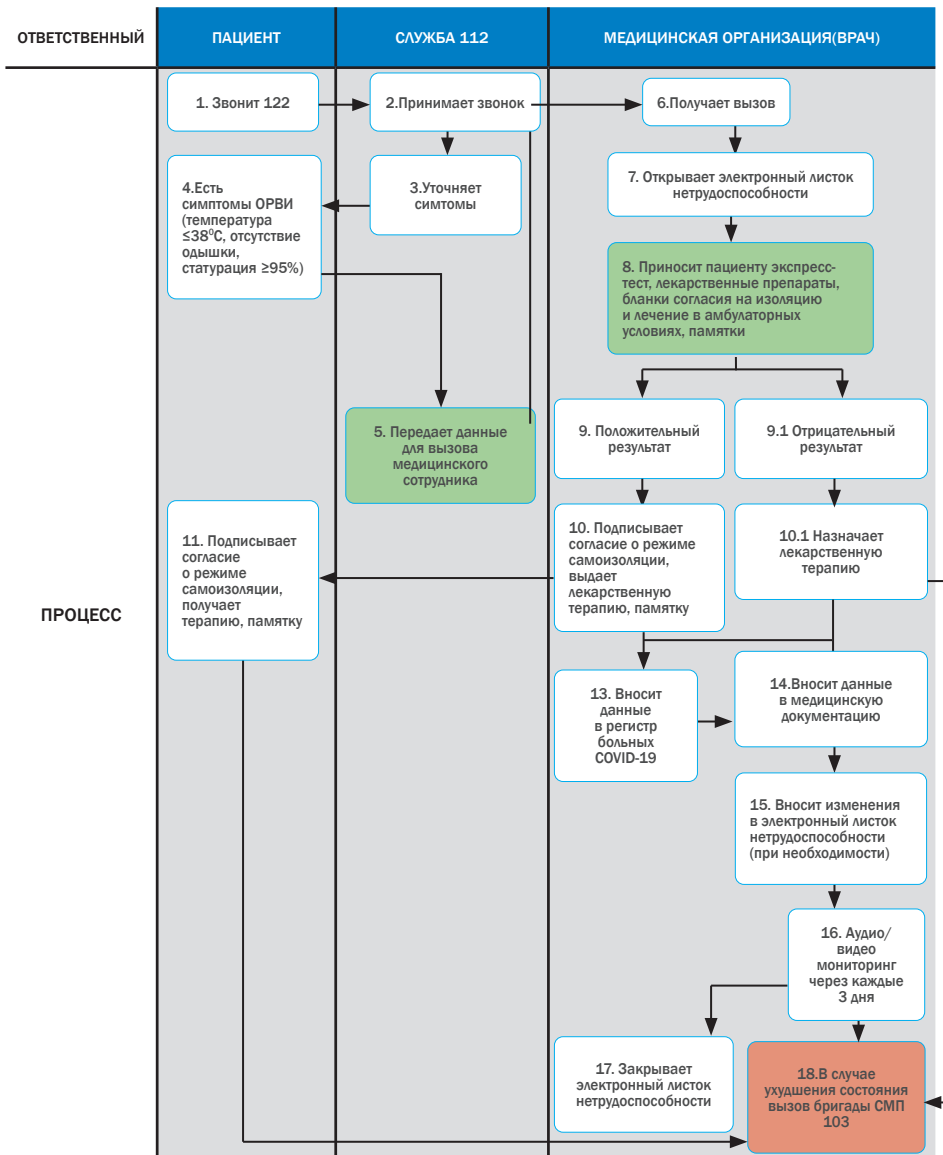 ОТВЕТСТВЕННЫЙ
ПАЦИЕНТ
СЛУЖБА 112
МЕДИЦИНСКАЯ ОРГАНИЗАЦИЯ(ВРАЧ)
ПРОЦЕСС
1. Звонит 122
2.Принимает звонок
6.Получает вызов
3.Уточняет
симтомы
4.Есть
симптомы ОРВИ
(температура
≤38⁰С, отсутствие
одышки,
статурация ≥95%)
7. Открывает электронный листок
нетрудоспособности
8. Приносит пациенту экспресс-
тест, лекарственные препараты,
бланки согласия на изоляцию
и лечение в амбулаторных
условиях, памятки
5. Передает данные
для вызова
медицинского
сотрудника
9. Положительный
результат
9.1 Отрицательный
результат
11. Подписывает
согласие
о режиме
самоизоляции,
получает
терапию, памятку
10. Подписывает
согласие о режиме
самоизоляции,
выдает
лекарственную
терапию, памятку
10.1 Назначает
лекарственную
терапию
13. Вносит
данные
в регистр
больных
COVID-19
14.Вносит данные
в медицинскую
документацию
15. Вносит изменения
в электронный листок
нетрудоспособности
(при необходимости)
16. Аудио/
видео
мониторинг
через каждые
3 дня
17. Закрывает
электронный листок
нетрудоспособности
18.В случае
ухудшения состояния
вызов бригады СМП
103